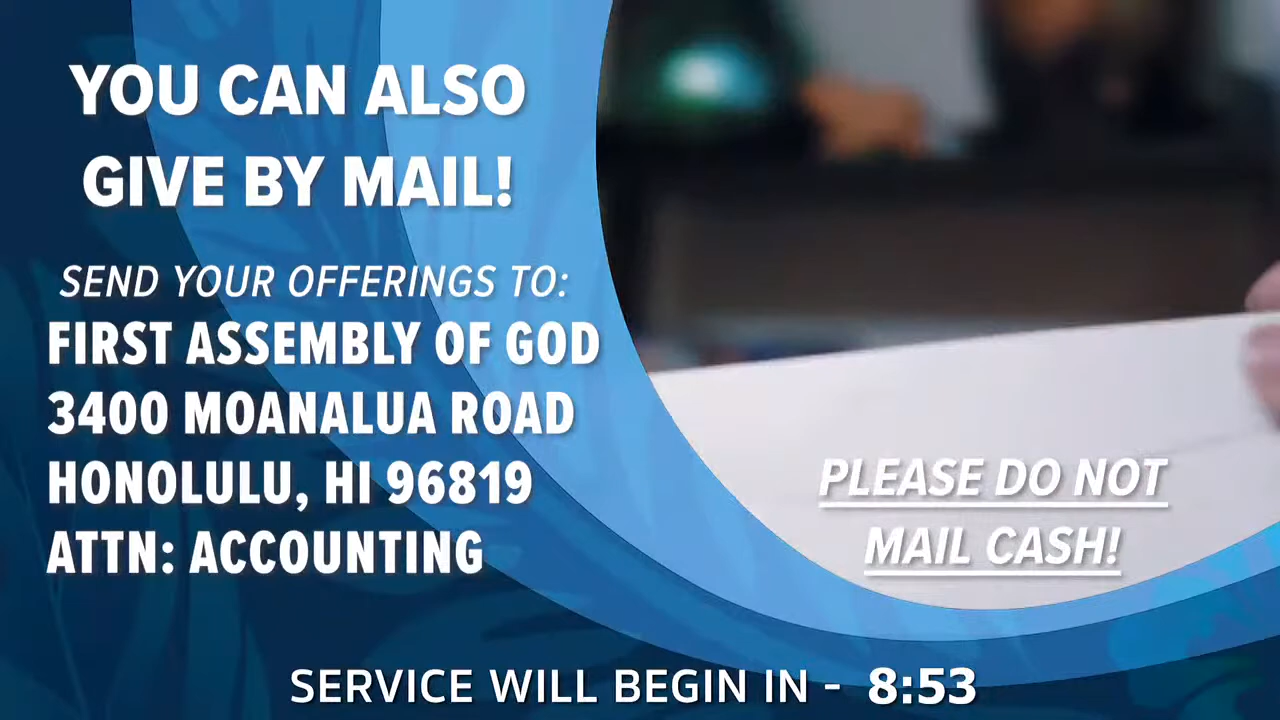 YOU CAN ALSO
GIVE BY MAIL!
SEND YOUR OFFERINGS TO:
FIRST ASSEMBLY OF GOD
3400 MOANALUA ROAD
HONOLULU, HI 96819
ATTN: ACCOUNTING
PLEASE DO NOT
MAIL CASH!
SERVICE WILL BEGIN IN - 8:53